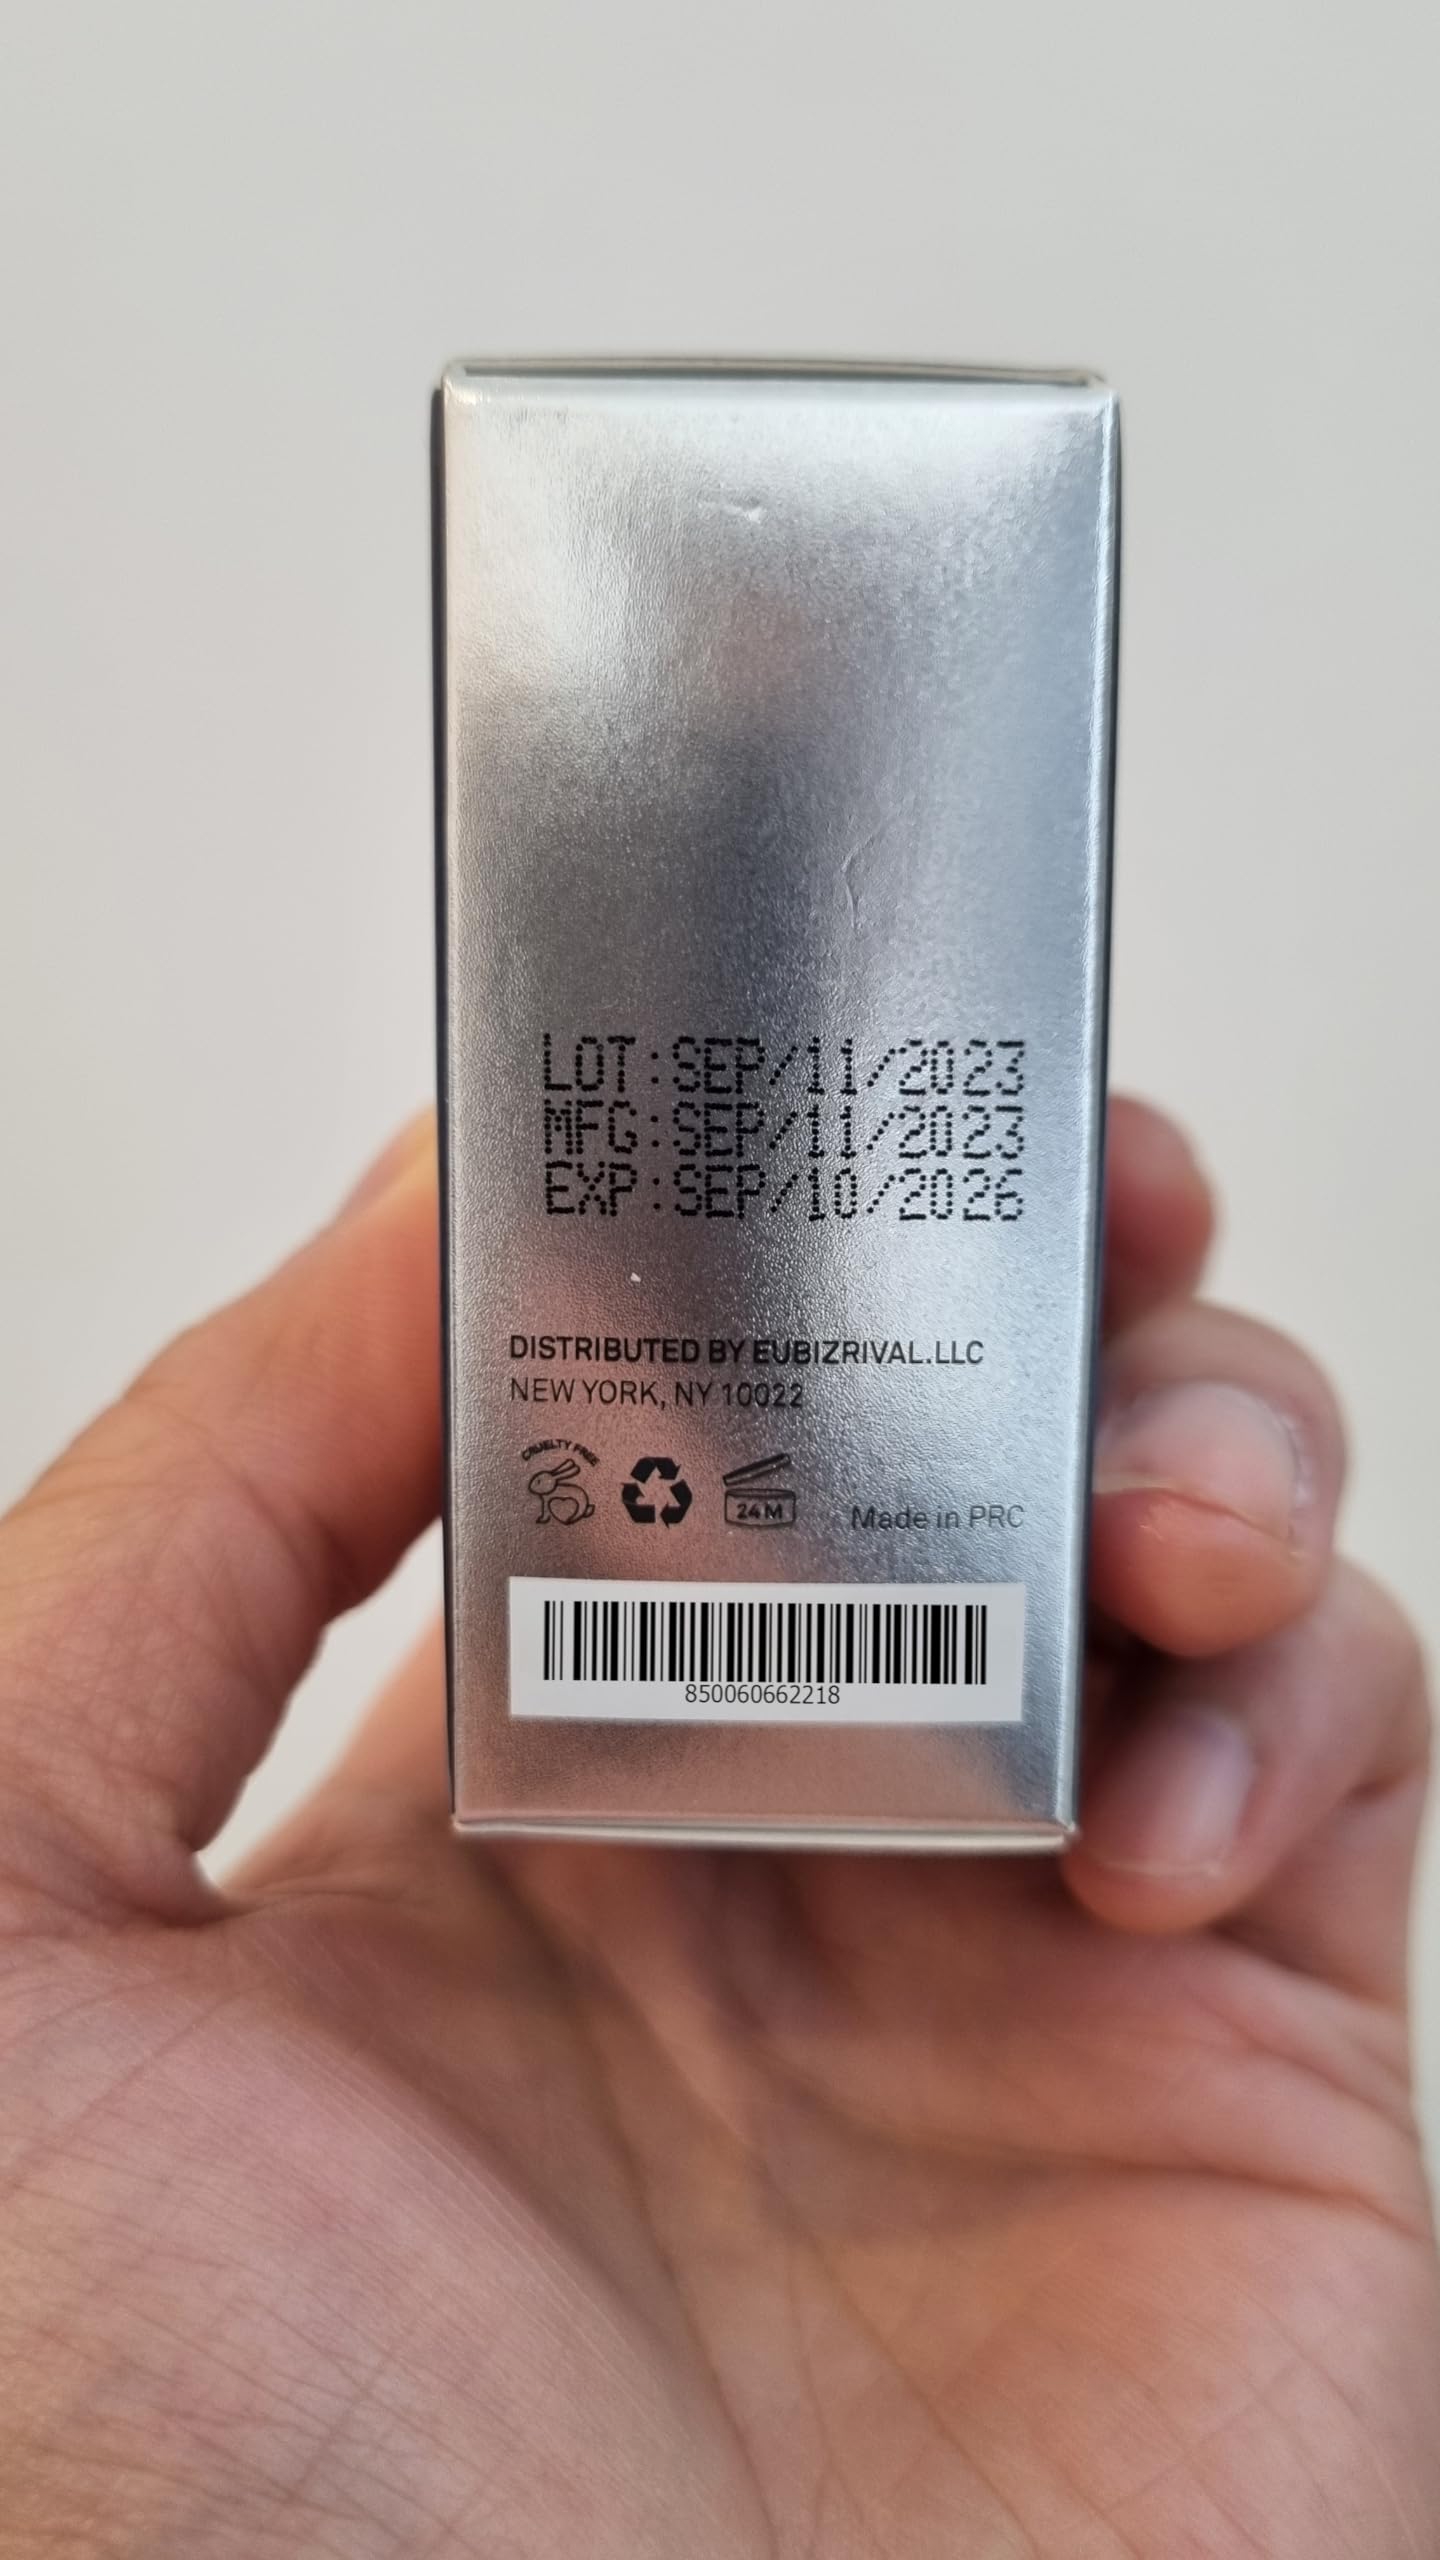 LOT:SEP/11/2023
MFG:SEP/11/2023
EXP:SEP/10/2026
DISTRIBUTED BY EUBIZRIVAL.LLC
NEW YORK, NY 10022
CRUELTY FREE
24M
Made in PRC
850060662218